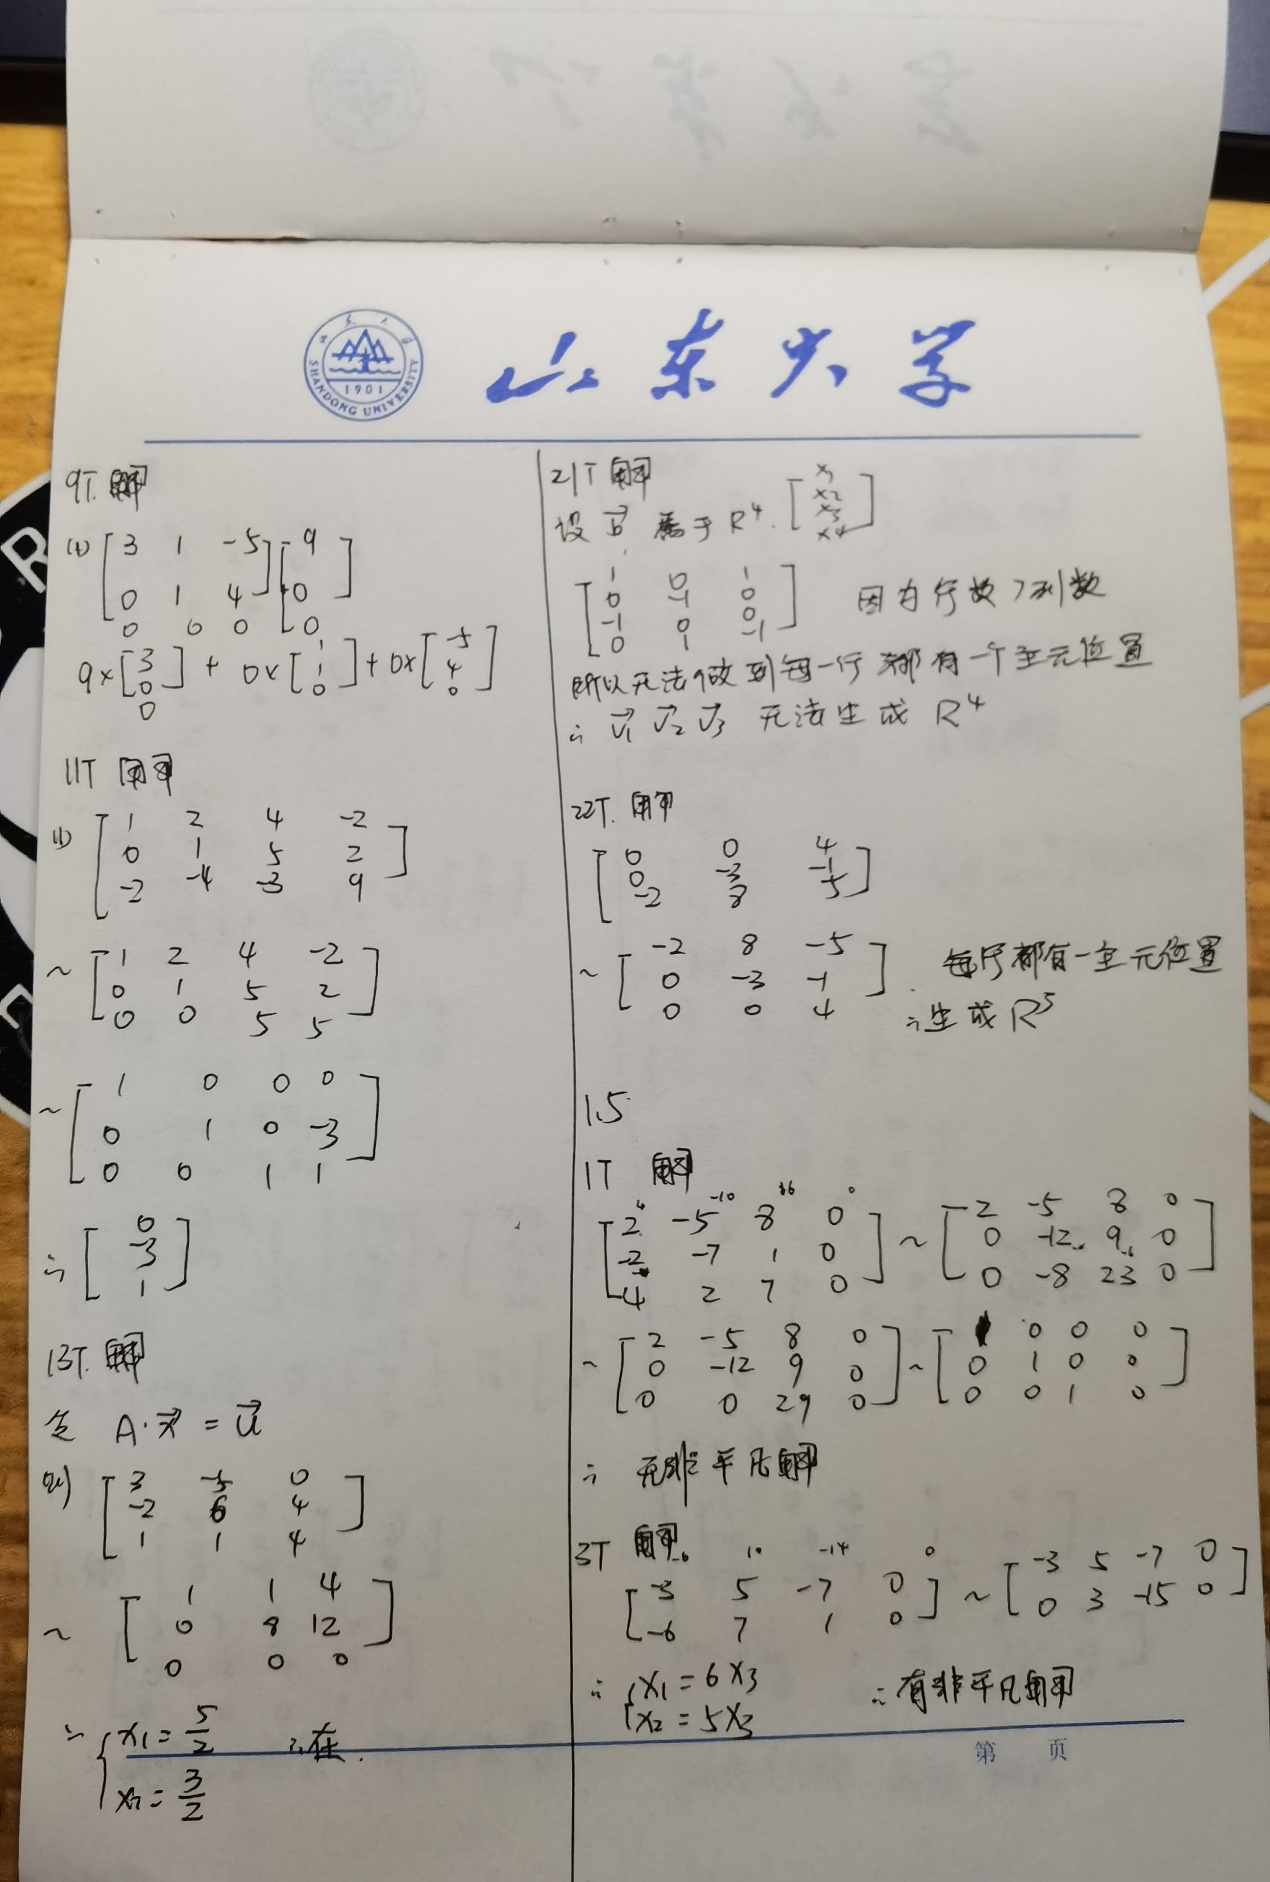 山东大学
SHANDONG UNIVERSITY
1901
9T. 解
(1) [3 1 -5] [9]
[0 1 4] [0]
0 0 0 [0]
9×[3 0 0] + 0×[1 1 0] + 0×[-5 4 0]
11T 解
(1) [1 2 4 -2]
[0 1 5 2]
[-2 -4 -3 9]
~ [1 2 4 -2]
[0 1 5 2]
[0 0 5 5]
~ [1 0 0 0]
[0 1 0 -3]
[0 0 1 1]
∴ [0 -3 1]
13T. 解
令 A·x⃗ = u⃗
则 [3 -5 0]
[-2 6 4]
[1 1 4]
~ [1 1 4]
[0 8 12]
[0 0 0]
∴ { x₁ = 5/2 ∴在.
x₂ = 3/2
21T 解
设 b⃗ 属于 R⁴. [x₁ x₂ x₃ x₄]
[1 0 1]
[0 -1 0] 因为行数>列数
[-1 0 0]
[0 1 -1]
所以无法做到每一行都有一个主元位置
∴ v⃗₁ v⃗₂ v⃗₃ 无法生成 R⁴
22T. 解
[0 0 4]
[0 -3 -1]
[-2 8 -5]
~ [-2 8 -5] 每行都有一主元位置
[0 -3 -1]
[0 0 4] ∴生成 R⁵
1.5
1T 解
[2 -5 8 0] ~ [2 -5 8 0]
[-2 -7 1 0] [0 -12 9 0]
[4 2 7 0] [0 -8 23 0]
~ [2 -5 8 0] ~ [1 0 0 0]
[0 -12 9 0] [0 1 0 0]
[0 0 29 0] [0 0 1 0]
∴ 无非平凡解
3T 解
-6 10 -14 0
[-3 5 -7 0] ~ [-3 5 -7 0]
[-6 7 1 0] [0 3 -15 0]
∴ { x₁ = 6x₃ ∴有非平凡解
x₂ = 5x₃
第 页